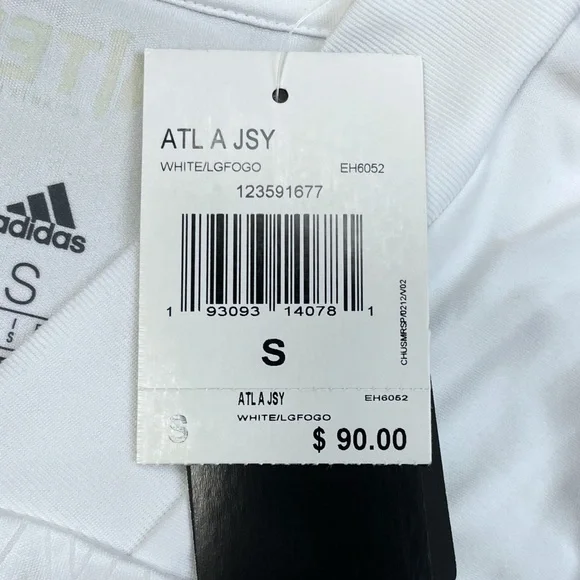 ATL A JSY
WHITE/LGFOGO EH6052
123591677
1 93093 14078 1
S
CHUSMRSP/0212/V02
ATL A JSY EH6052
WHITE/LGFOGO
S
$ 90.00
adidas
S